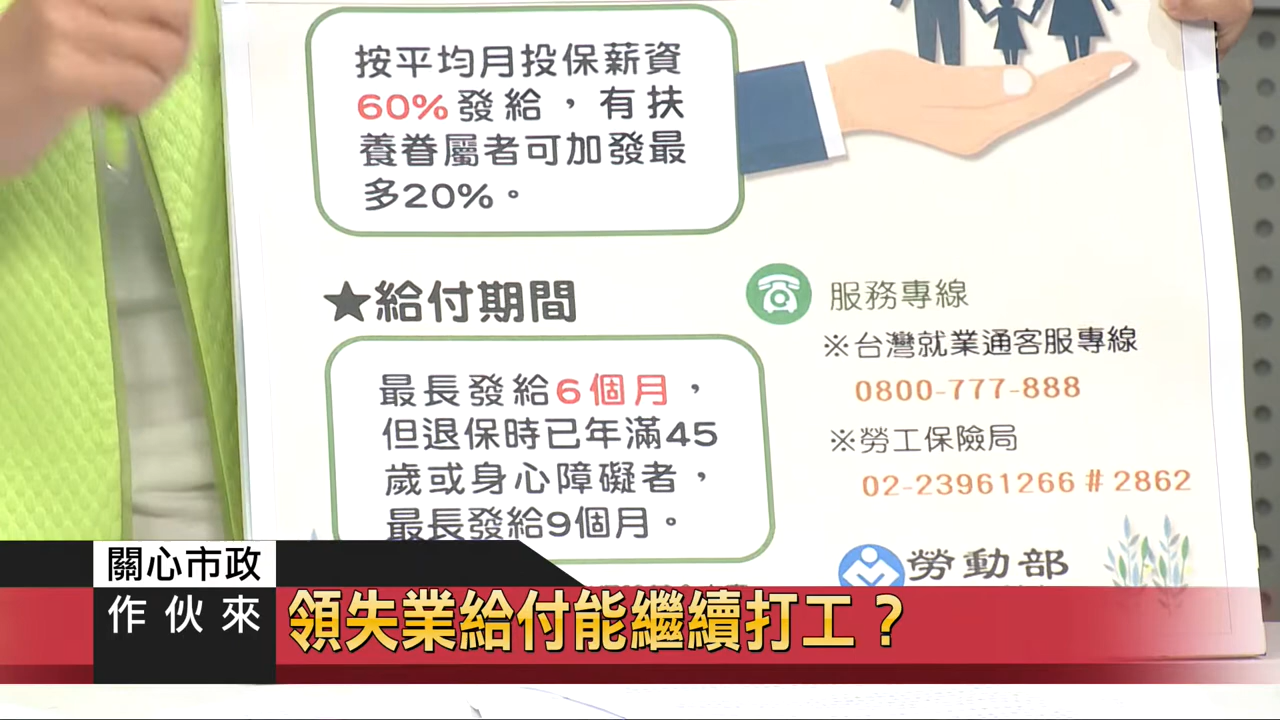 按平均月投保薪資
60%發給，有扶
養眷屬者可加發最
多20%。
★給付期間
最長發給6個月，
但退保時已年滿45
歲或身心障礙者，
最長發給9個月。
服務專線
※台灣就業通客服專線
0800-777-888
※勞工保險局
02-23961266＃2862
勞動部
關心市政
作伙來
領失業給付能繼續打工？